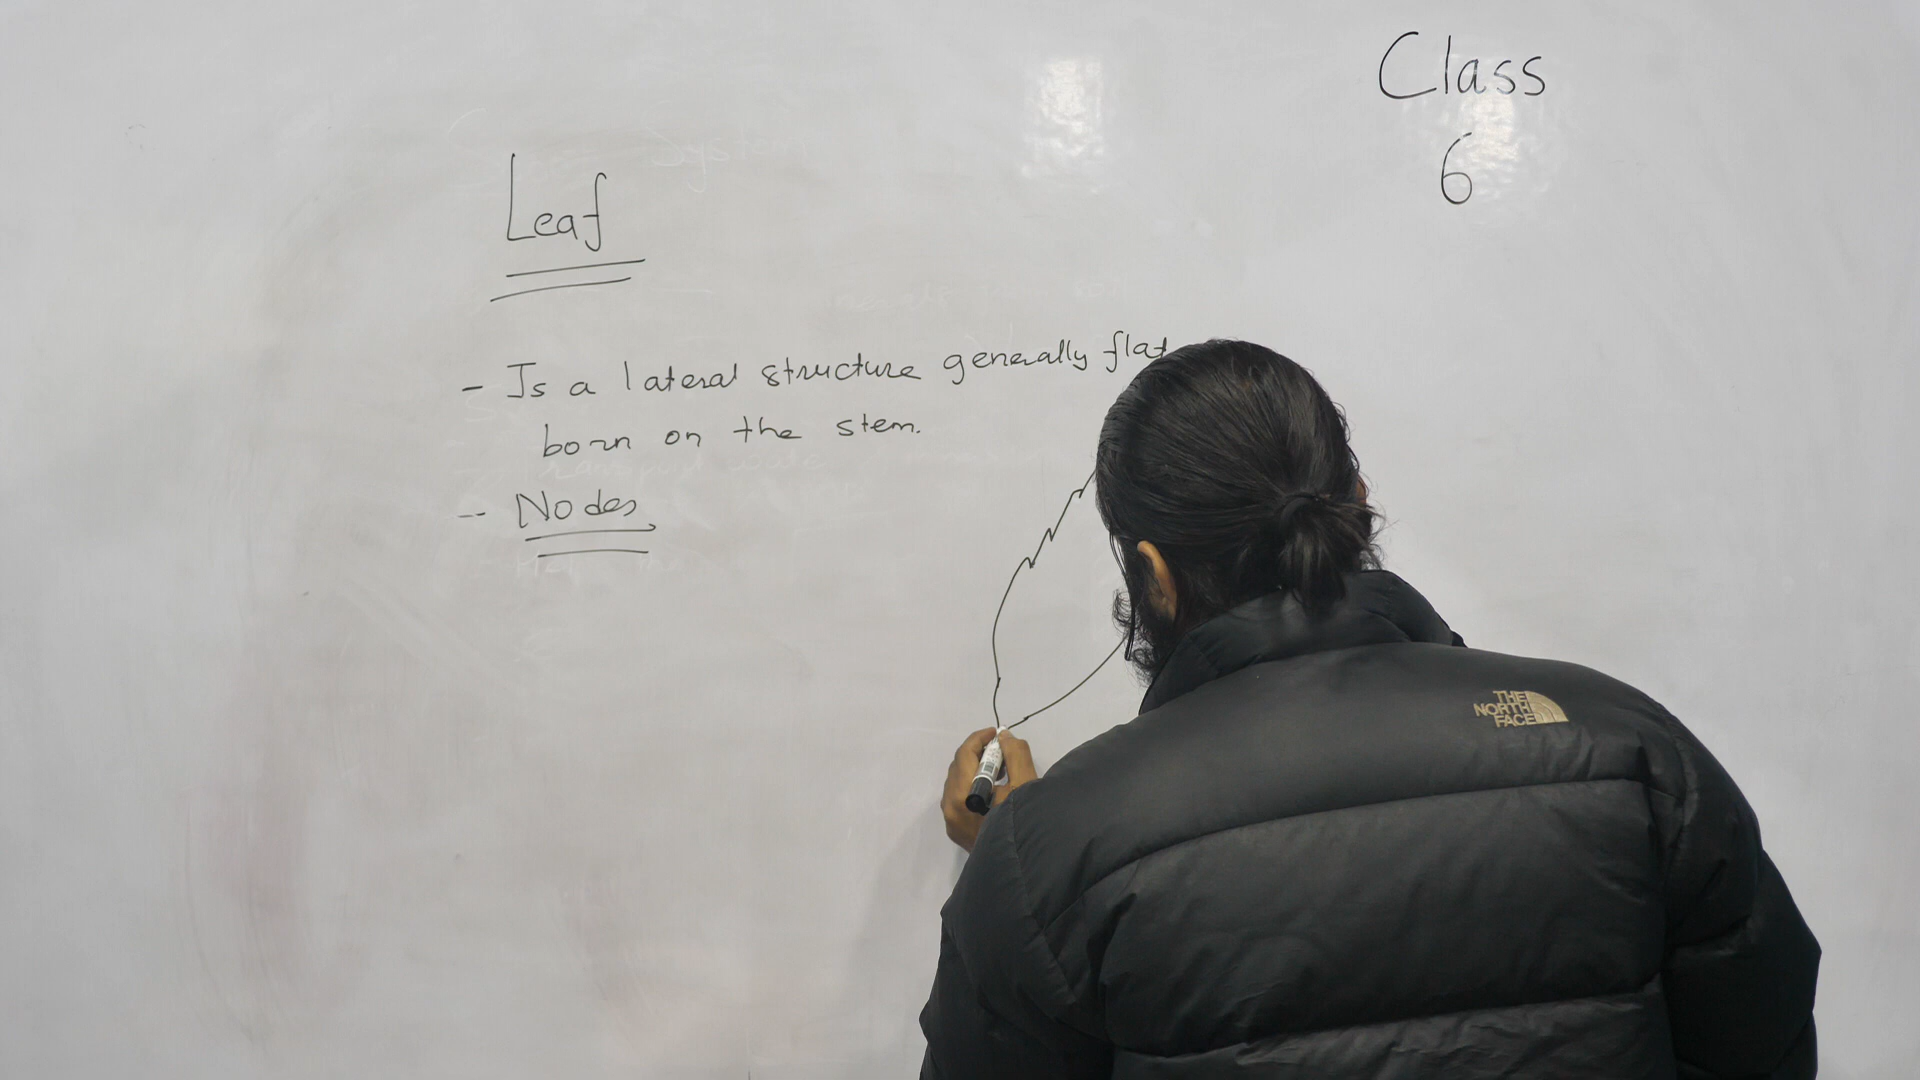 Class
6
Leaf
- Is a lateral structure generally flat
born on the stem.
- Nodes
THE
NORTH
FACE